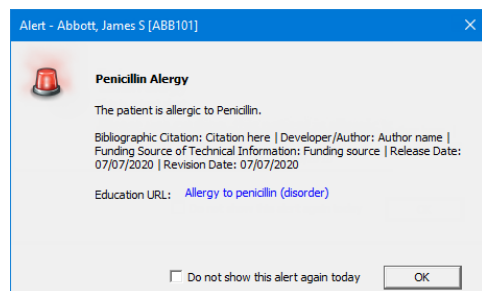 Alert - Abbott, James S [ABB101]
Penicillin Alergy
The patient is allergic to Penicillin.
Bibliographic Citation: Citation here | Developer/Author: Author name |
Funding Source of Technical Information: Funding source | Release Date:
07/07/2020 | Revision Date: 07/07/2020
Education URL: Allergy to penicillin (disorder)
Do not show this alert again today
OK